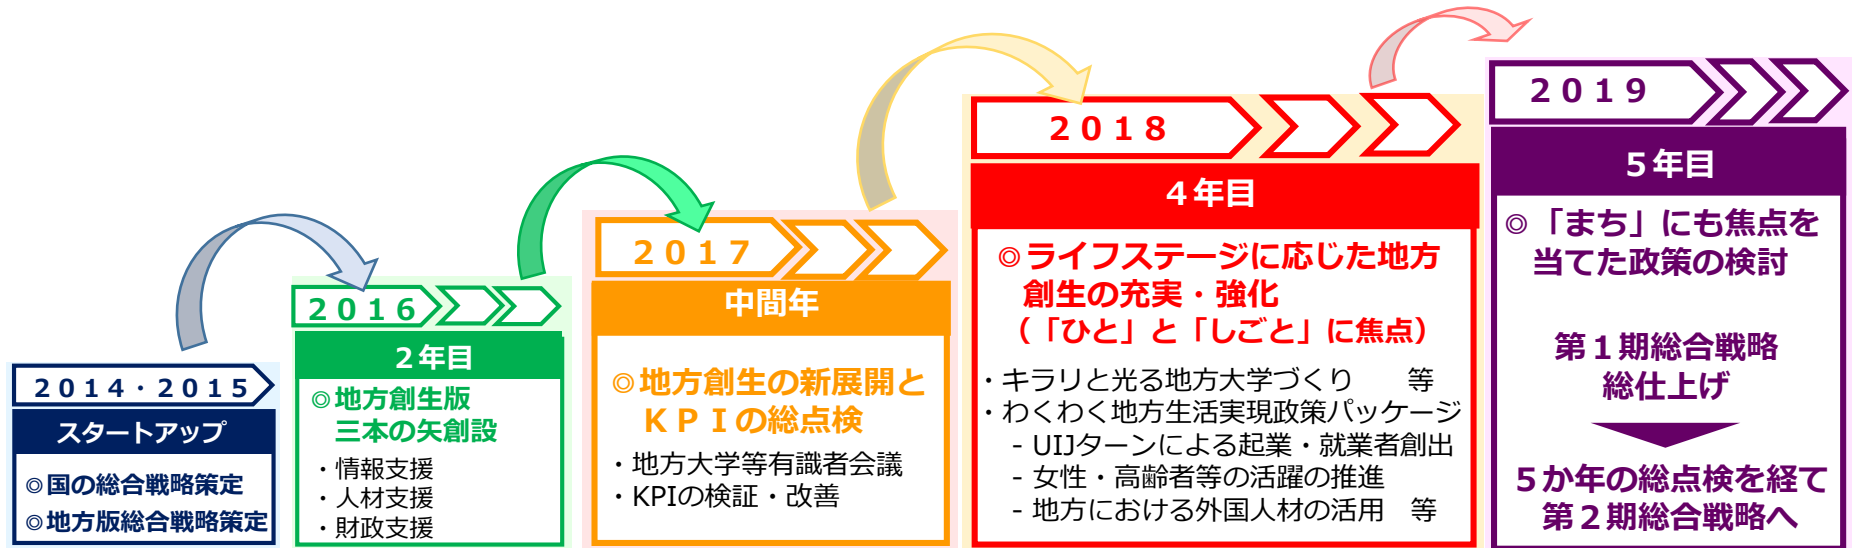 ２０１４・２０１５
スタートアップ
◎国の総合戦略策定
◎地方版総合戦略策定
２０１６
２年目
◎地方創生版
三本の矢創設
・情報支援
・人材支援
・財政支援
２０１７
中間年
◎地方創生の新展開と
ＫＰＩの総点検
・地方大学等有識者会議
・KPIの検証・改善
２０１８
４年目
◎ライフステージに応じた地方
創生の充実・強化
（「ひと」と「しごと」に焦点）
・キラリと光る地方大学づくり　　等
・わくわく地方生活実現政策パッケージ
- UIJターンによる起業・就業者創出
- 女性・高齢者等の活躍の推進
- 地方における外国人材の活用　等
２０１９
５年目
◎「まち」にも焦点を
当てた政策の検討
第１期総合戦略
総仕上げ
５か年の総点検を経て
第２期総合戦略へ